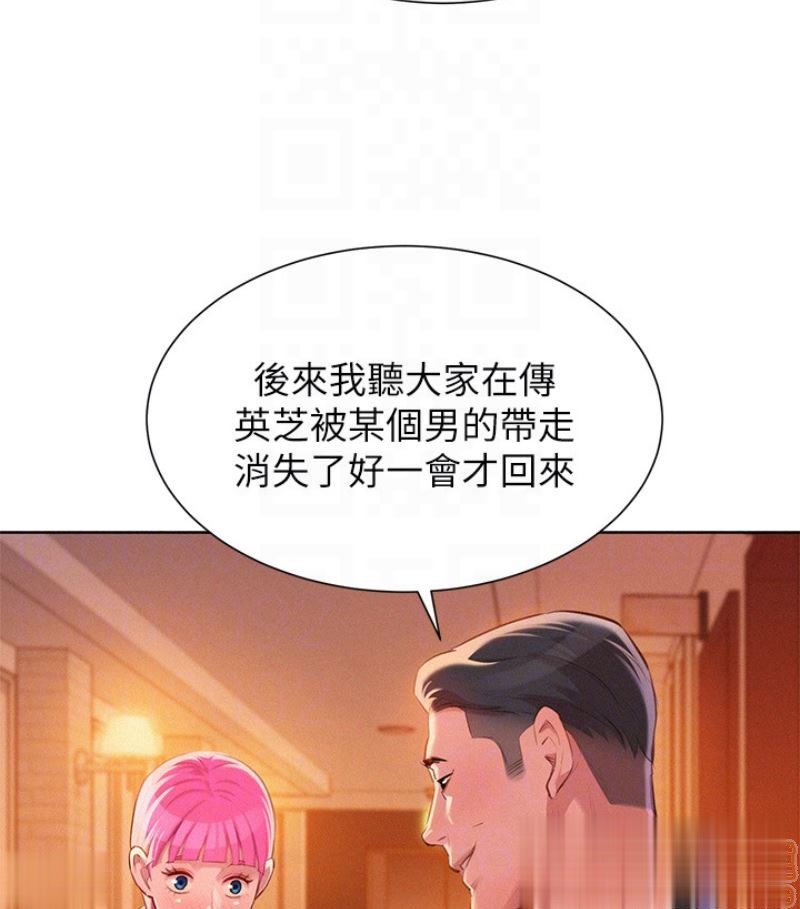 後來我聽大家在傳
英芝被某個男的帶走
消失了好一會才回來